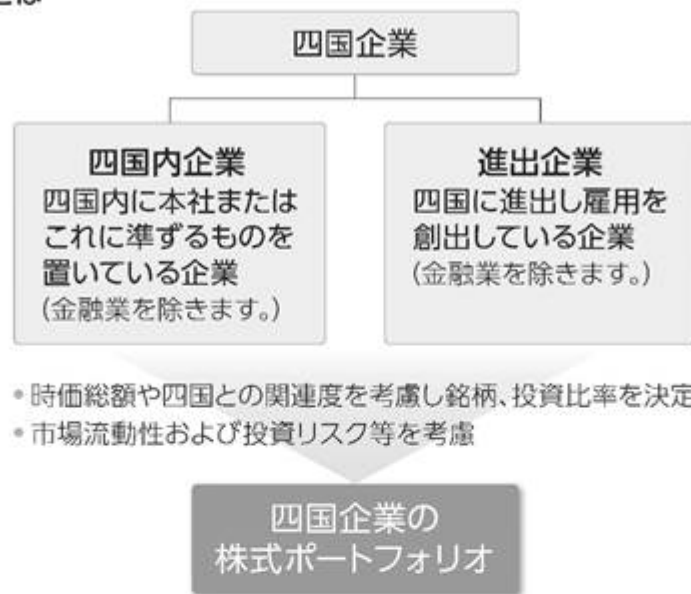 とは
四国企業
四国内企業
四国内に本社または
これに準ずるものを
置いている企業
(金融業を除きます。)
進出企業
四国に進出し雇用を
創出している企業
(金融業を除きます。)
• 時価総額や四国との関連度を考慮し銘柄、投資比率を決定
• 市場流動性および投資リスク等を考慮
四国企業の
株式ポートフォリオ